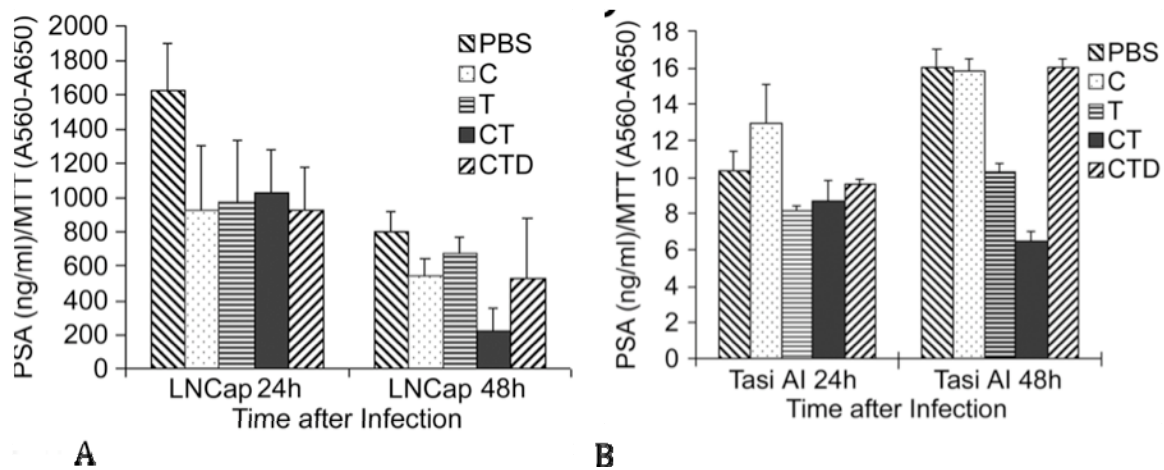 PSA (ng/ml)/MTT (A560-A650)
2000
1800
1600
1400
1200
1000
800
600
400
200
0
PBS
C
T
CT
CTD
LNCap 24h
LNCap 48h
Time after Infection
A
PSA (ng/ml)/MTT (A560-A650)
18
16
14
12
10
8
6
4
2
0
PBS
C
T
CT
CTD
Tasi AI 24h
Tasi AI 48h
Time after Infection
B